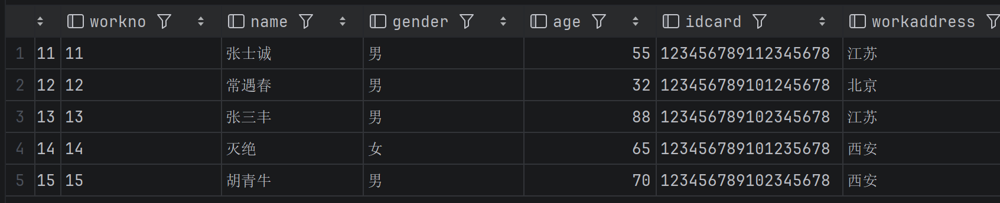 workno name gender age idcard workaddress
1 11 11 张士诚 男 55 123456789112345678 江苏
2 12 12 常遇春 男 32 123456789101245678 北京
3 13 13 张三丰 男 88 123456789102345678 江苏
4 14 14 灭绝 女 65 123456789101235678 西安
5 15 15 胡青牛 男 70 123456789102345678 西安